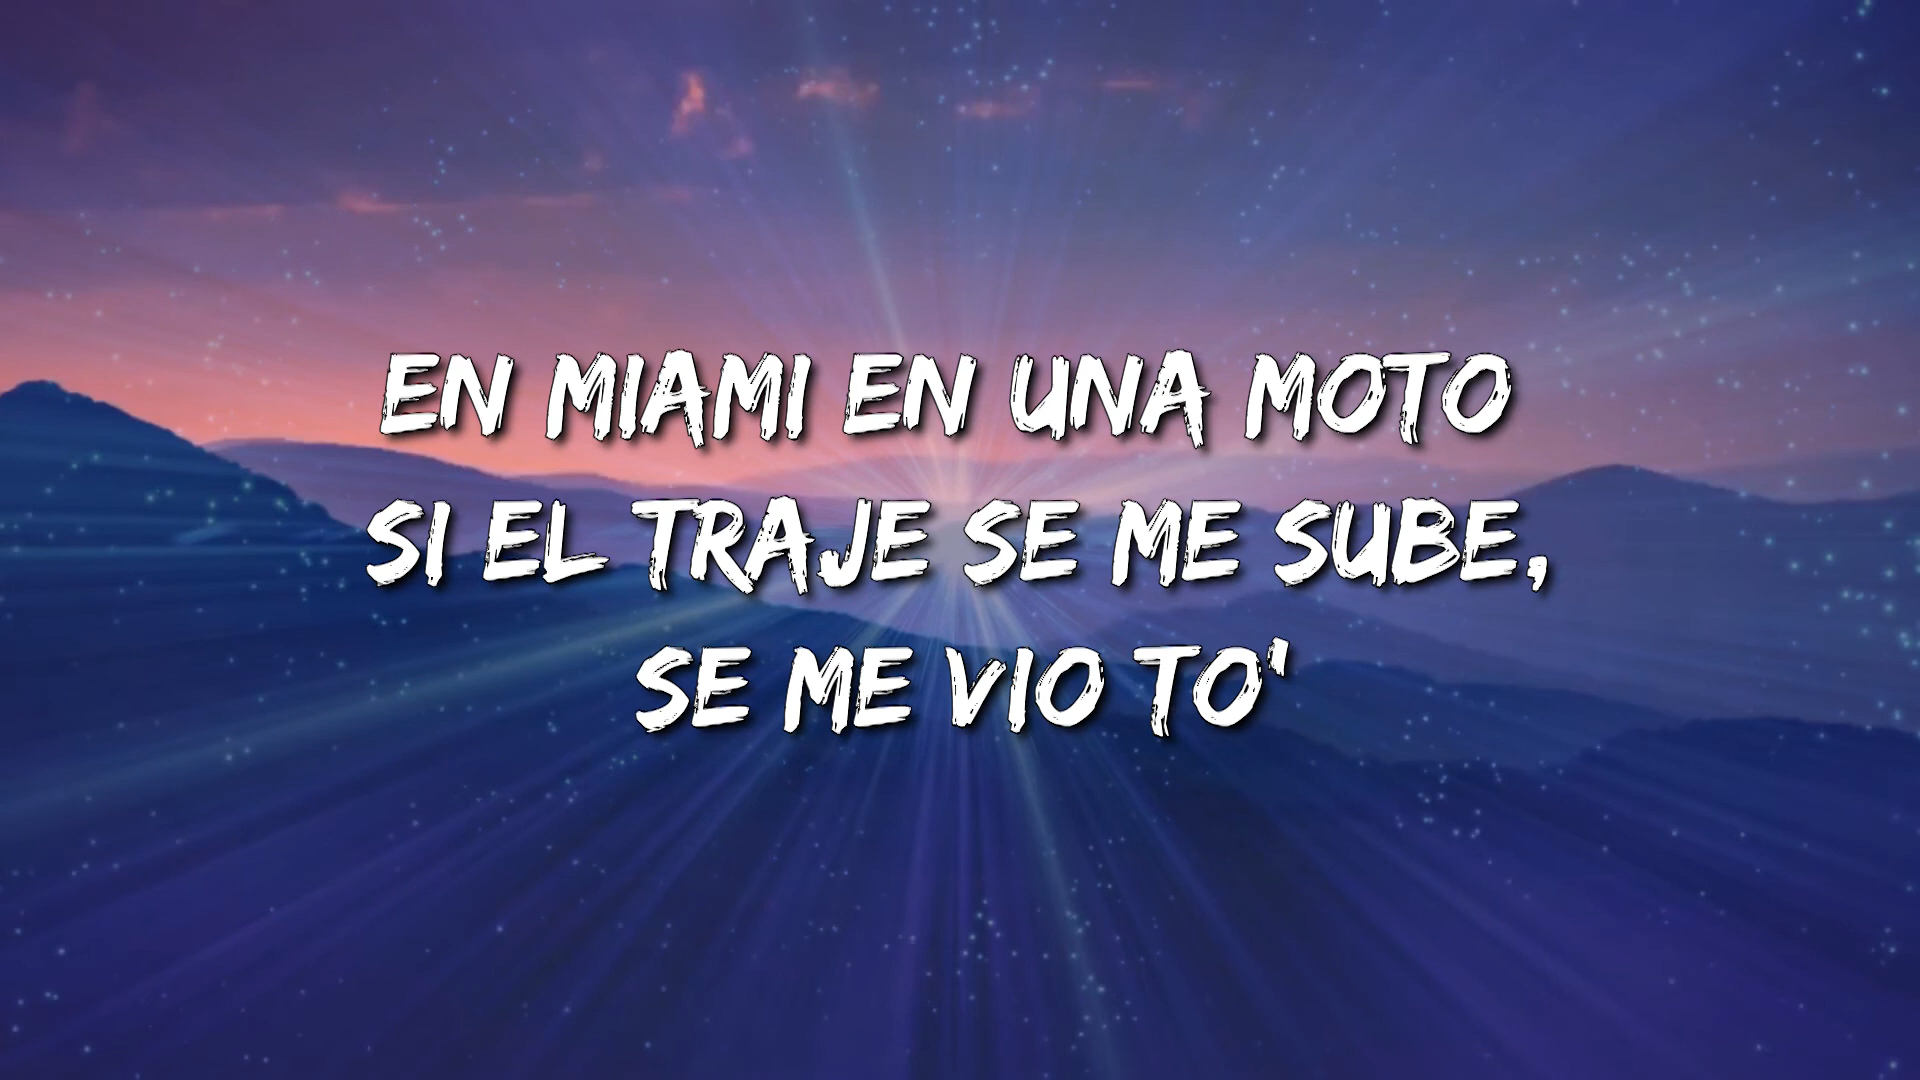 EN MIAMI EN UNA MOTO
SI EL TRAJE SE ME SUBE,
SE ME VIO TO'